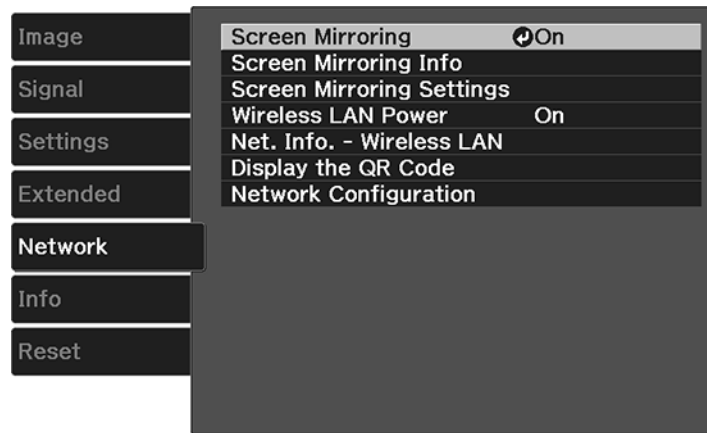 Image
Signal
Settings
Extended
Network
Info
Reset
Screen Mirroring On
Screen Mirroring Info
Screen Mirroring Settings
Wireless LAN Power On
Net. Info. - Wireless LAN
Display the QR Code
Network Configuration